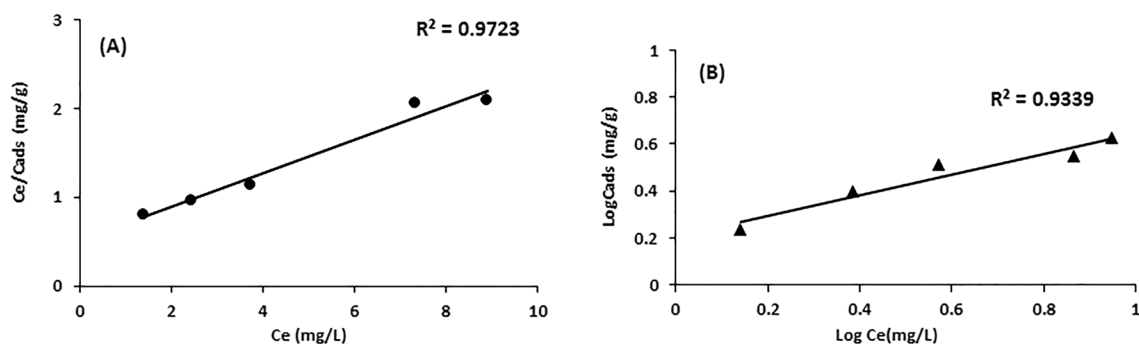 (A)
R² = 0.9723
Ce/Cads (mg/g)
3
2
1
0
0 2 4 6 8 10
Ce (mg/L)
(B)
R² = 0.9339
LogCads (mg/g)
1
0.8
0.6
0.4
0.2
0
0 0.2 0.4 0.6 0.8 1
Log Ce(mg/L)